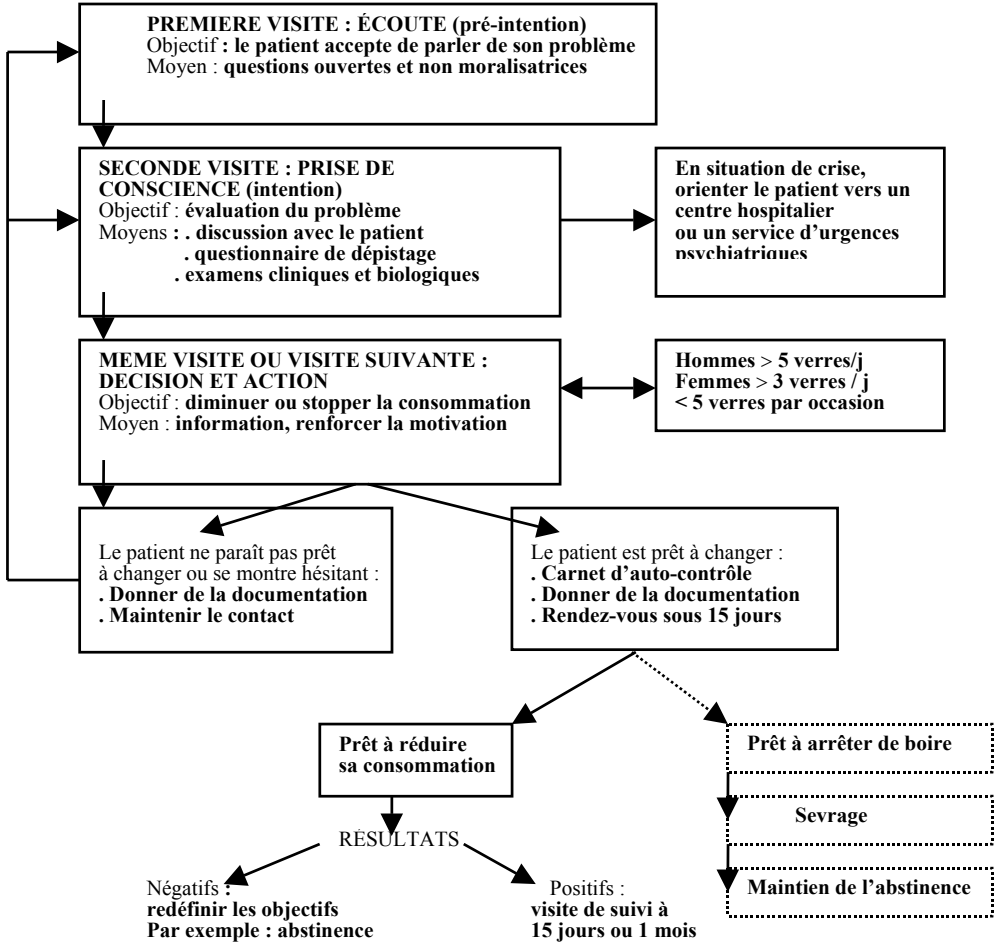 PREMIERE VISITE : ÉCOUTE (pré-intention)
Objectif : le patient accepte de parler de son problème
Moyen : questions ouvertes et non moralisatrices
SECONDE VISITE : PRISE DE
CONSCIENCE (intention)
Objectif : évaluation du problème
Moyens : . discussion avec le patient
. questionnaire de dépistage
. examens cliniques et biologiques
En situation de crise,
orienter le patient vers un
centre hospitalier
ou un service d’urgences
psychiatriques
MEME VISITE OU VISITE SUIVANTE :
DECISION ET ACTION
Objectif : diminuer ou stopper la consommation
Moyen : information, renforcer la motivation
Hommes > 5 verres/j
Femmes > 3 verres / j
< 5 verres par occasion
Le patient ne paraît pas prêt
à changer ou se montre hésitant :
. Donner de la documentation
. Maintenir le contact
Le patient est prêt à changer :
. Carnet d’auto-contrôle
. Donner de la documentation
. Rendez-vous sous 15 jours
Prêt à réduire
sa consommation
Prêt à arrêter de boire
Sevrage
Maintien de l’abstinence
RÉSULTATS
Négatifs :
redéfinir les objectifs
Par exemple : abstinence
Positifs :
visite de suivi à
15 jours ou 1 mois